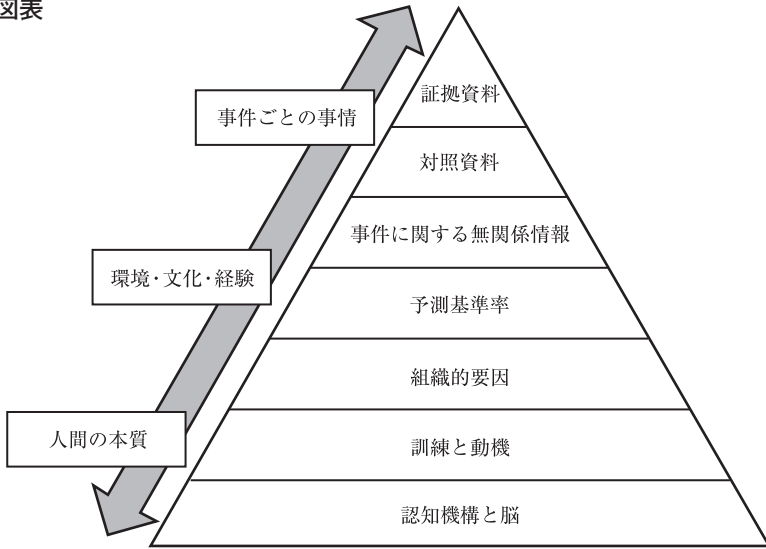 図表
証拠資料
事件ごとの事情
対照資料
事件に関する無関係情報
環境・文化・経験
予測基準率
組織的要因
人間の本質
訓練と動機
認知機構と脳